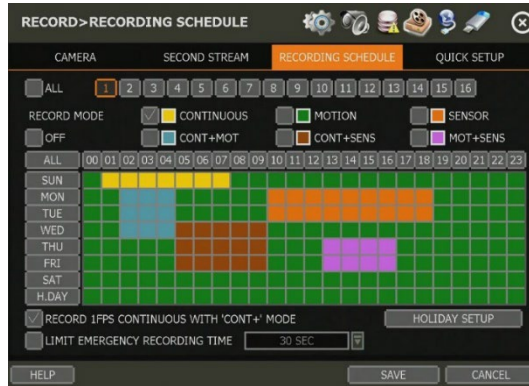 RECORD>RECORDING SCHEDULE
CAMERA SECOND STREAM RECORDING SCHEDULE QUICK SETUP
ALL 1 2 3 4 5 6 7 8 9 10 11 12 13 14 15 16
RECORD MODE CONTINUOUS MOTION SENSOR
OFF CONT+MOT CONT+SENS MOT+SENS
ALL 00 01 02 03 04 05 06 07 08 09 10 11 12 13 14 15 16 17 18 19 20 21 22 23
SUN
MON
TUE
WED
THU
FRI
SAT
H.DAY
RECORD 1FPS CONTINUOUS WITH 'CONT+' MODE HOLIDAY SETUP
LIMIT EMERGENCY RECORDING TIME 30 SEC
HELP SAVE CANCEL